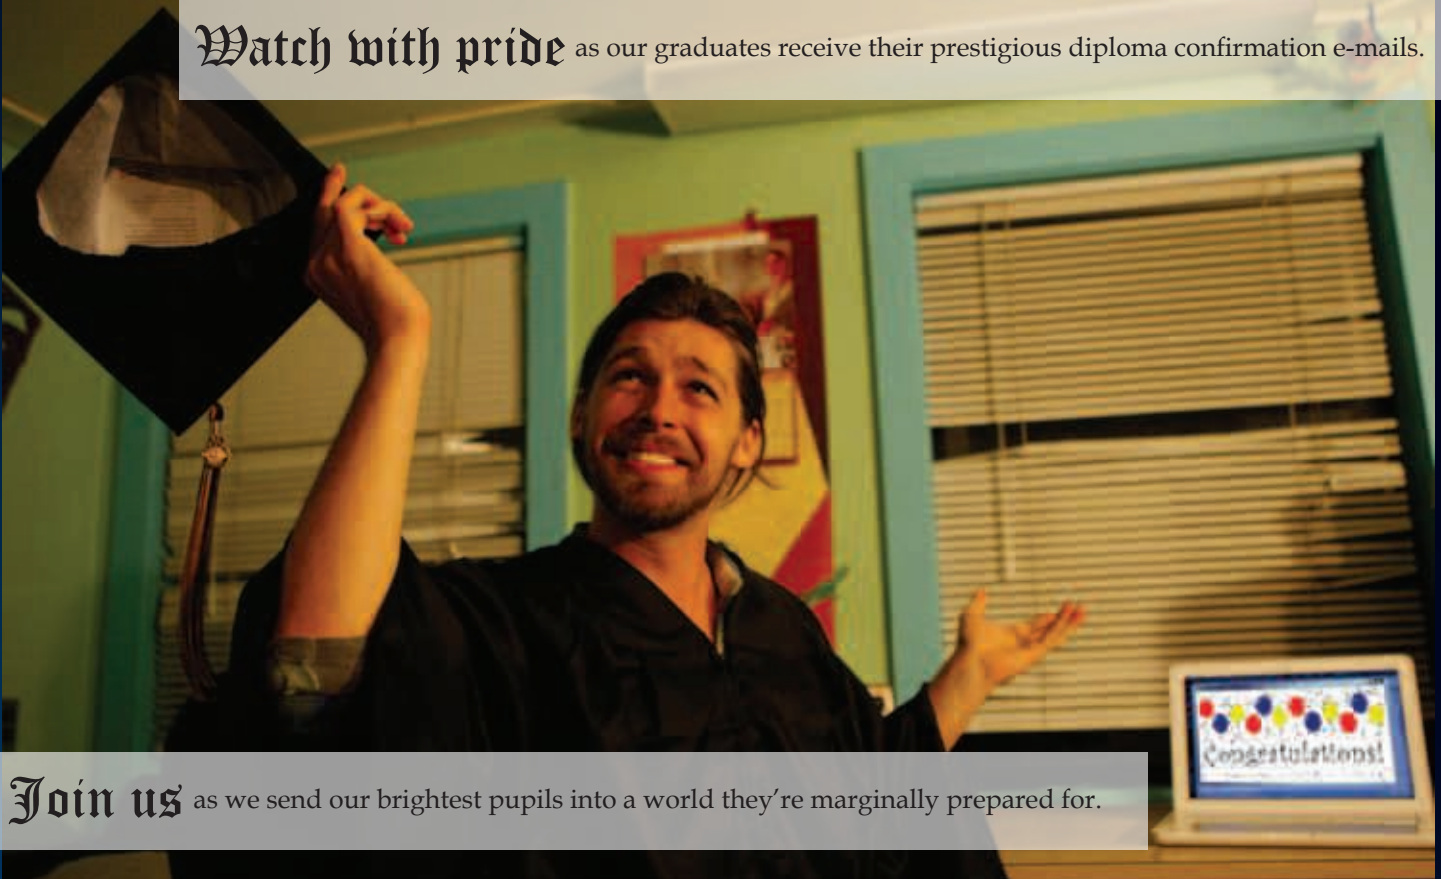 Watch with pride as our graduates receive their prestigious diploma confirmation e-mails.
Congratulations!
Join us as we send our brightest pupils into a world they're marginally prepared for.